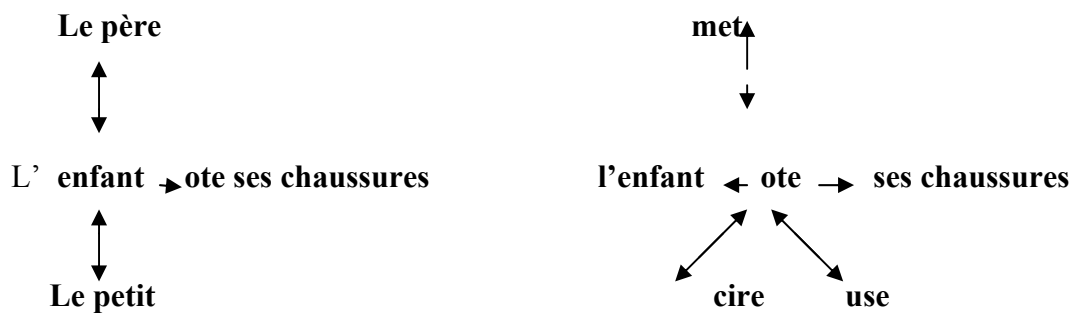 Le père met
L’ enfant ote ses chaussures l’enfant ote ses chaussures
Le petit cire use